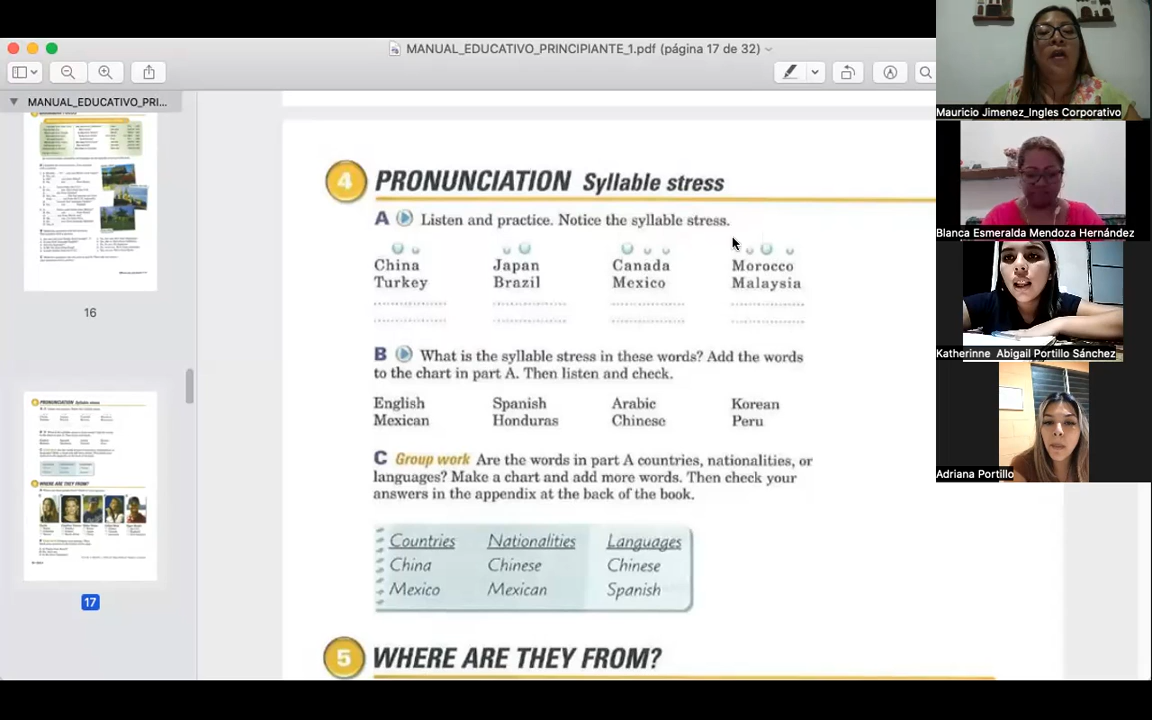 MANUAL_EDUCATIVO_PRINCIPIANTE_1.pdf (página 17 de 32)
MANUAL_EDUCATIVO_PRI...
16
17
4 PRONUNCIATION Syllable stress
A Listen and practice. Notice the syllable stress.
China Japan Canada Morocco
Turkey Brazil Mexico Malaysia
B What is the syllable stress in these words? Add the words
to the chart in part A. Then listen and check.
English Spanish Arabic Korean
Mexican Honduras Chinese Peru
C Group work Are the words in part A countries, nationalities, or
languages? Make a chart and add more words. Then check your
answers in the appendix at the back of the book.
Countries Nationalities Languages
China Chinese Chinese
Mexico Mexican Spanish
5 WHERE ARE THEY FROM?
Mauricio Jimenez_Ingles Corporativo
Blanca Esmeralda Mendoza Hernández
Katherinne Abigail Portillo Sánchez
Adriana Portillo